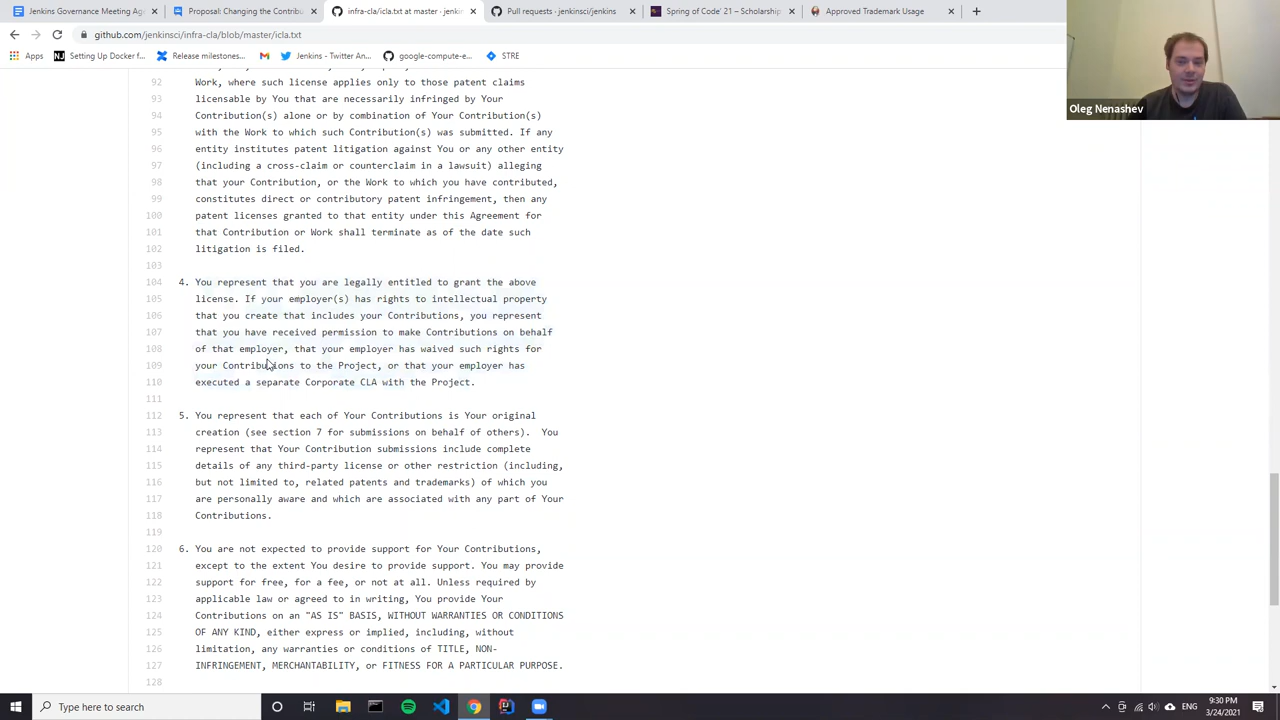 Jenkins Governance Meeting Ag
Proposal: Changing the Contribu
infra-cla/icla.txt at master · jenkin
Pull requests · jenkinsci/jenkins
Spring of Code' 21 – Scholarship
Approved Trademark Usage
github.com/jenkinsci/infra-cla/blob/master/icla.txt
Apps
Setting Up Docker f...
Release milestones...
Jenkins - Twitter An...
google-compute-e...
STRE
Oleg Nenashev
92 Work, where such license applies only to those patent claims
93 licensable by You that are necessarily infringed by Your
94 Contribution(s) alone or by combination of Your Contribution(s)
95 with the Work to which such Contribution(s) was submitted. If any
96 entity institutes patent litigation against You or any other entity
97 (including a cross-claim or counterclaim in a lawsuit) alleging
98 that your Contribution, or the Work to which you have contributed,
99 constitutes direct or contributory patent infringement, then any
100 patent licenses granted to that entity under this Agreement for
101 that Contribution or Work shall terminate as of the date such
102 litigation is filed.
103
104 4. You represent that you are legally entitled to grant the above
105 license. If your employer(s) has rights to intellectual property
106 that you create that includes your Contributions, you represent
107 that you have received permission to make Contributions on behalf
108 of that employer, that your employer has waived such rights for
109 your Contributions to the Project, or that your employer has
110 executed a separate Corporate CLA with the Project.
111
112 5. You represent that each of Your Contributions is Your original
113 creation (see section 7 for submissions on behalf of others). You
114 represent that Your Contribution submissions include complete
115 details of any third-party license or other restriction (including,
116 but not limited to, related patents and trademarks) of which you
117 are personally aware and which are associated with any part of Your
118 Contributions.
119
120 6. You are not expected to provide support for Your Contributions,
121 except to the extent You desire to provide support. You may provide
122 support for free, for a fee, or not at all. Unless required by
123 applicable law or agreed to in writing, You provide Your
124 Contributions on an "AS IS" BASIS, WITHOUT WARRANTIES OR CONDITIONS
125 OF ANY KIND, either express or implied, including, without
126 limitation, any warranties or conditions of TITLE, NON-
127 INFRINGEMENT, MERCHANTABILITY, or FITNESS FOR A PARTICULAR PURPOSE.
128
Type here to search
ENG
9:30 PM
3/24/2021